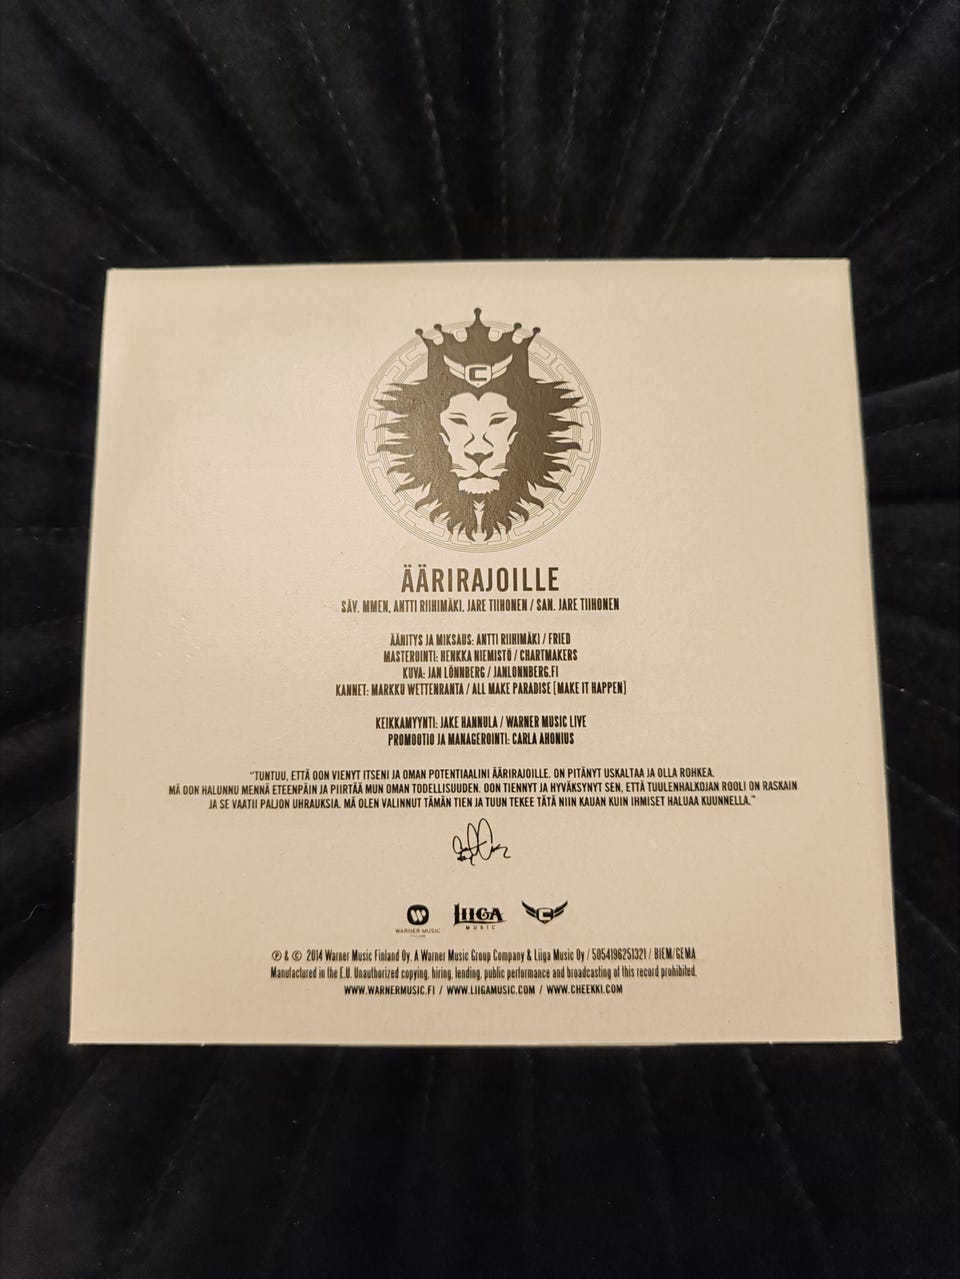 C
ÄÄRIRAJOILLE
SÄV. MMEN, ANTTI RIIHIMÄKI, JARE TIIHONEN / SAN. JARE TIIHONEN
ÄÄNITYS JA MIKSAUS: ANTTI RIIHIMÄKI / FRIED
MASTEROINTI: HENKKA NIEMISTÖ / CHARTMAKERS
KUVA: JAN LÖNNBERG / JANLONNBERG.FI
KANNET: MARKKU WETTENRANTA / ALL MAKE PARADISE [MAKE IT HAPPEN]
KEIKKAMYYNTI: JAKE HANNULA / WARNER MUSIC LIVE
PROMOOTIO JA MANAGEROINTI: CARLA AHONIUS
"TUNTUU, ETTÄ OON VIENYT ITSENI JA OMAN POTENTIAALINI ÄÄRIRAJOILLE. ON PITÄNYT USKALTAA JA OLLA ROHKEA.
MÄ OON HALUNNU MENNÄ ETEENPÄIN JA PIIRTÄÄ MUN OMAN TODELLISUUDEN. OON TIENNYT JA HYVÄKSYNYT SEN, ETTÄ TUULENHALKOJAN ROOLI ON RASKAIN
JA SE VAATII PALJON UHRAUKSIA. MÄ OLEN VALINNUT TÄMÄN TIEN JA TUUN TEKEE TÄTÄ NIIN KAUAN KUIN IHMISET HALUAA KUUNNELLA."
WARNER MUSIC
LIIGA
MUSIC
C
℗ & © 2014 Warner Music Finland Oy. A Warner Music Group Company & Liiga Music Oy / 5054196251321 / BIEM/GEMA
Manufactured in the E.U. Unauthorized copying, hiring, lending, public performance and broadcasting of this record prohibited.
WWW.WARNERMUSIC.FI / WWW.LIIGAMUSIC.COM / WWW.CHEEKKI.COM